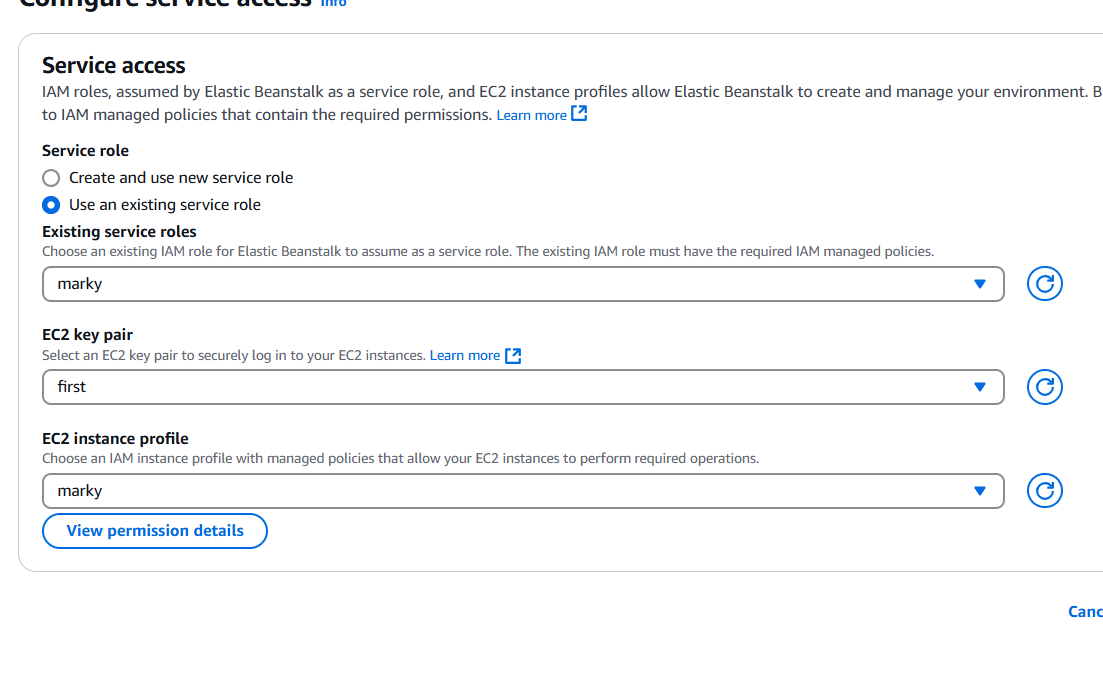 Configure service access Info
Service access
IAM roles, assumed by Elastic Beanstalk as a service role, and EC2 instance profiles allow Elastic Beanstalk to create and manage your environment. B
to IAM managed policies that contain the required permissions. Learn more
Service role
Create and use new service role
Use an existing service role
Existing service roles
Choose an existing IAM role for Elastic Beanstalk to assume as a service role. The existing IAM role must have the required IAM managed policies.
marky
EC2 key pair
Select an EC2 key pair to securely log in to your EC2 instances. Learn more
first
EC2 instance profile
Choose an IAM instance profile with managed policies that allow your EC2 instances to perform required operations.
marky
View permission details
Canc